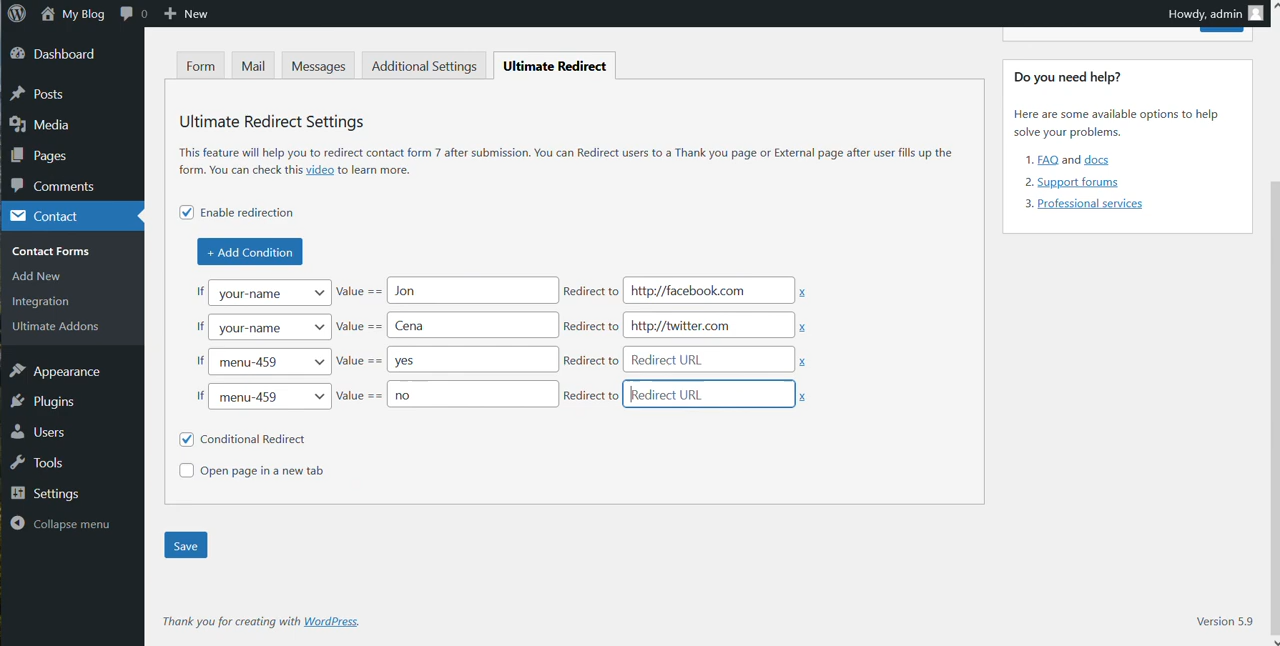 My Blog 0 + New Howdy, admin
Dashboard
Posts
Media
Pages
Comments
Contact
Contact Forms
Add New
Integration
Ultimate Addons
Appearance
Plugins
Users
Tools
Settings
Collapse menu
Form Mail Messages Additional Settings Ultimate Redirect
Ultimate Redirect Settings
This feature will help you to redirect contact form 7 after submission. You can Redirect users to a Thank you page or External page after user fills up the
form. You can check this video to learn more.
Enable redirection
+ Add Condition
If your-name Value == Jon Redirect to http://facebook.com x
If your-name Value == Cena Redirect to http://twitter.com x
If menu-459 Value == yes Redirect to Redirect URL x
If menu-459 Value == no Redirect to Redirect URL x
Conditional Redirect
Open page in a new tab
Save
Do you need help?
Here are some available options to help
solve your problems.
1. FAQ and docs
2. Support forums
3. Professional services
Thank you for creating with WordPress. Version 5.9